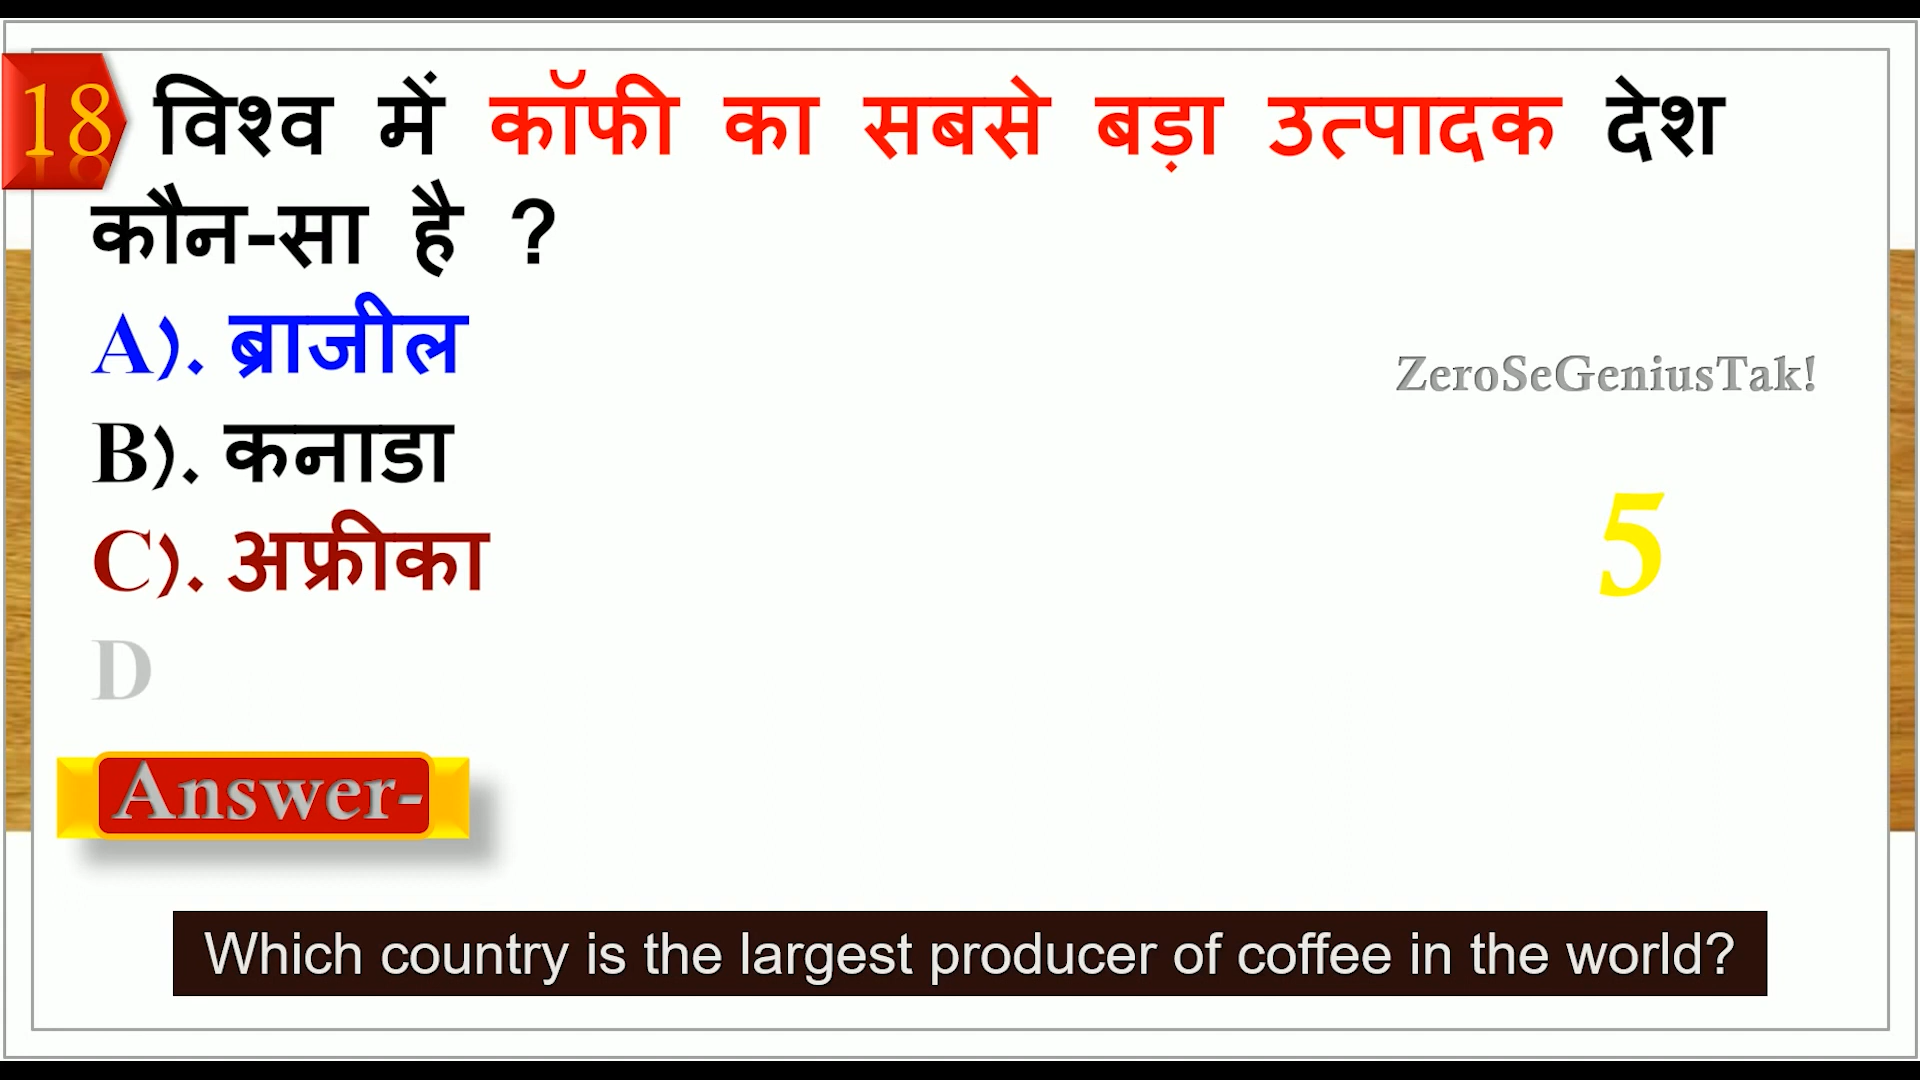 18 विश्व में कॉफी का सबसे बड़ा उत्पादक देश
कौन-सा है ?
A). ब्राजील
B). कनाडा
C). अफ्रीका
D
ZeroSeGeniusTak!
5
Answer-
Which country is the largest producer of coffee in the world?